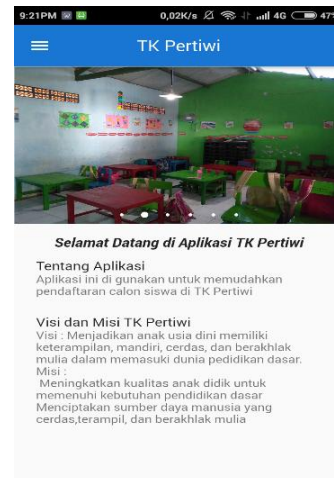 9:21PM 0,02K/s 4G 47%
TK Pertiwi
Selamat Datang di Aplikasi TK Pertiwi
Tentang Aplikasi
Aplikasi ini di gunakan untuk memudahkan
pendaftaran calon siswa di TK Pertiwi
Visi dan Misi TK Pertiwi
Visi : Menjadikan anak usia dini memiliki
keterampilan, mandiri, cerdas, dan berakhlak
mulia dalam memasuki dunia pedidikan dasar.
Misi :
Meningkatkan kualitas anak didik untuk
memenuhi kebutuhan pendidikan dasar
Menciptakan sumber daya manusia yang
cerdas,terampil, dan berakhlak mulia